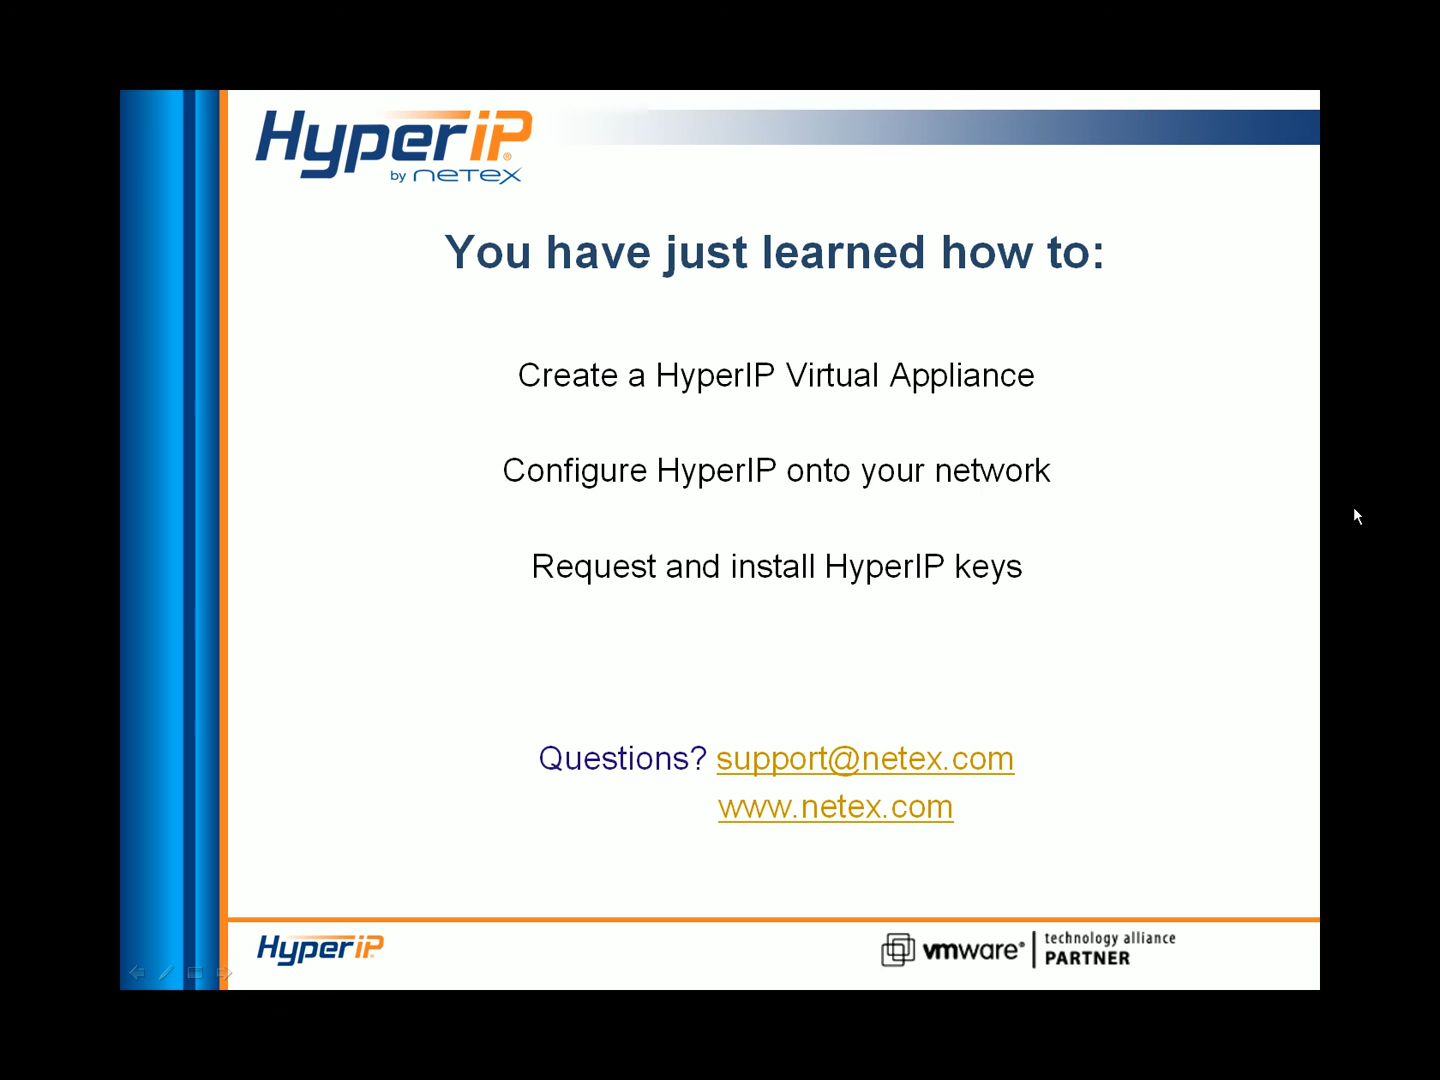 HyperIP®
by netex
You have just learned how to:
Create a HyperIP Virtual Appliance
Configure HyperIP onto your network
Request and install HyperIP keys
Questions? support@netex.com
www.netex.com
HyperIP
vmware® technology alliance
PARTNER